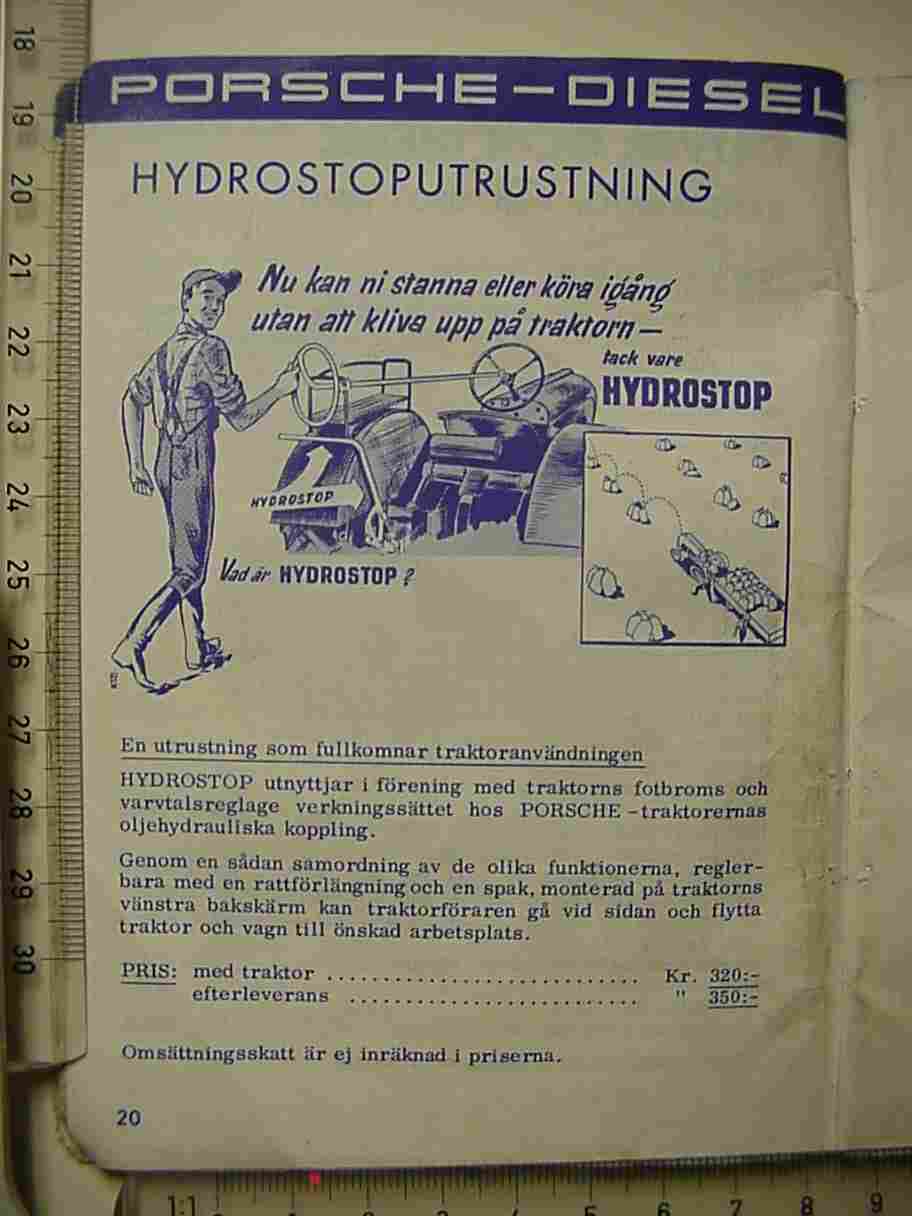 PORSCHE-DIESEL
HYDROSTOPUTRUSTNING
Nu kan ni stanna eller köra igång
utan att kliva upp på traktorn —
tack vare
HYDROSTOP
HYDROSTOP
Vad är HYDROSTOP ?
En utrustning som fullkomnar traktoranvändningen
HYDROSTOP utnyttjar i förening med traktorns fotbroms och
varvtalsreglage verkningssättet hos PORSCHE-traktorernas
oljehydrauliska koppling.
Genom en sådan samordning av de olika funktionerna, regler-
bara med en rattförlängning och en spak, monterad på traktorns
vänstra bakskärm kan traktorföraren gå vid sidan och flytta
traktor och vagn till önskad arbetsplats.
PRIS: med traktor .............................. Kr. 320:-
efterleverans ............................ " 350:-
Omsättningsskatt är ej inräknad i priserna.
20
18
19
20
21
22
23
24
25
26
27
28
29
30
1:1 2 3 4 5 6 7 8 9